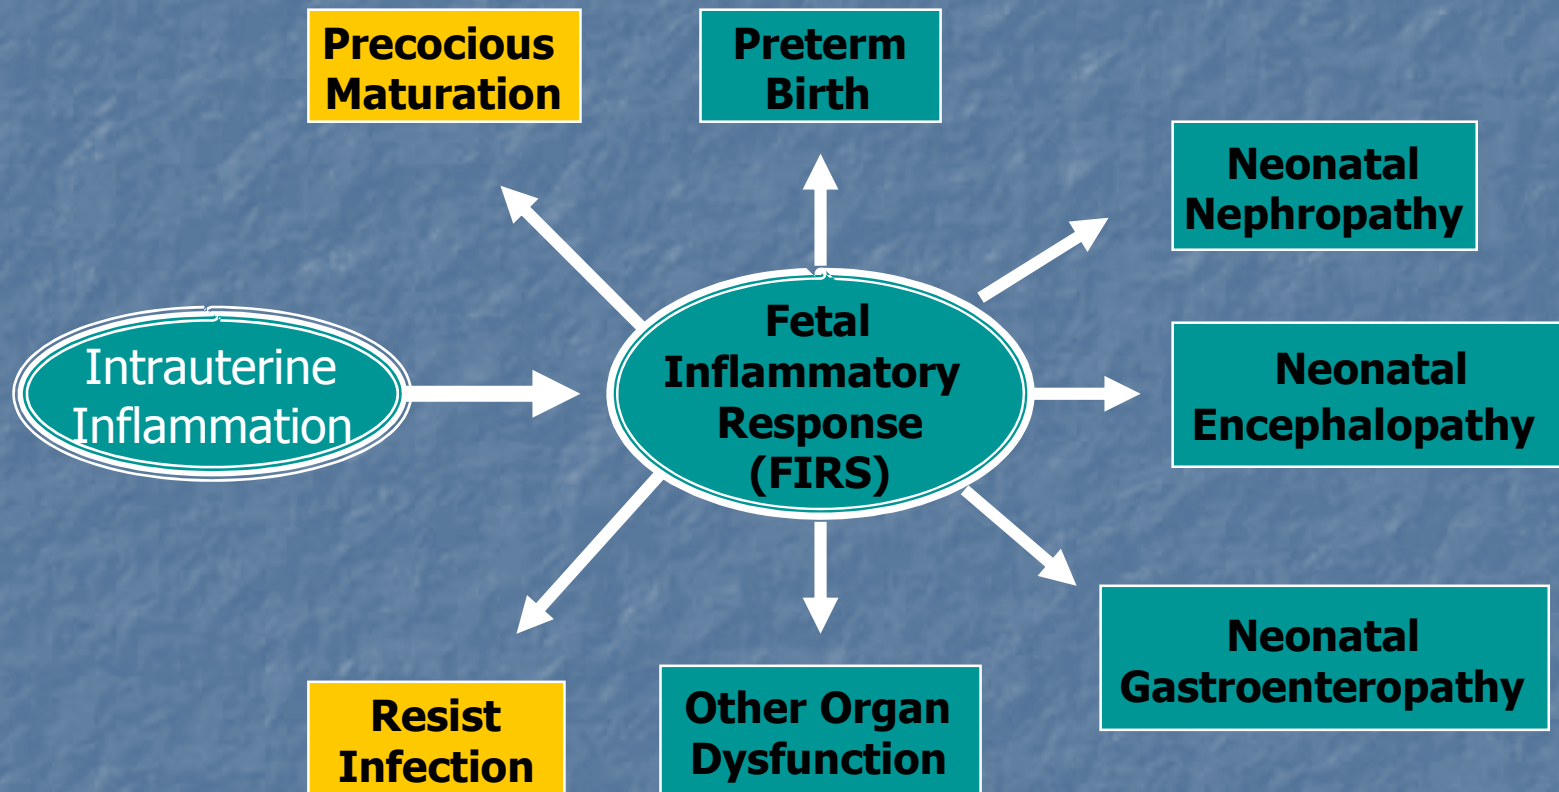 Precocious
Maturation
Preterm
Birth
Neonatal
Nephropathy
Intrauterine
Inflammation
Fetal
Inflammatory
Response
(FIRS)
Neonatal
Encephalopathy
Neonatal
Gastroenteropathy
Resist
Infection
Other Organ
Dysfunction